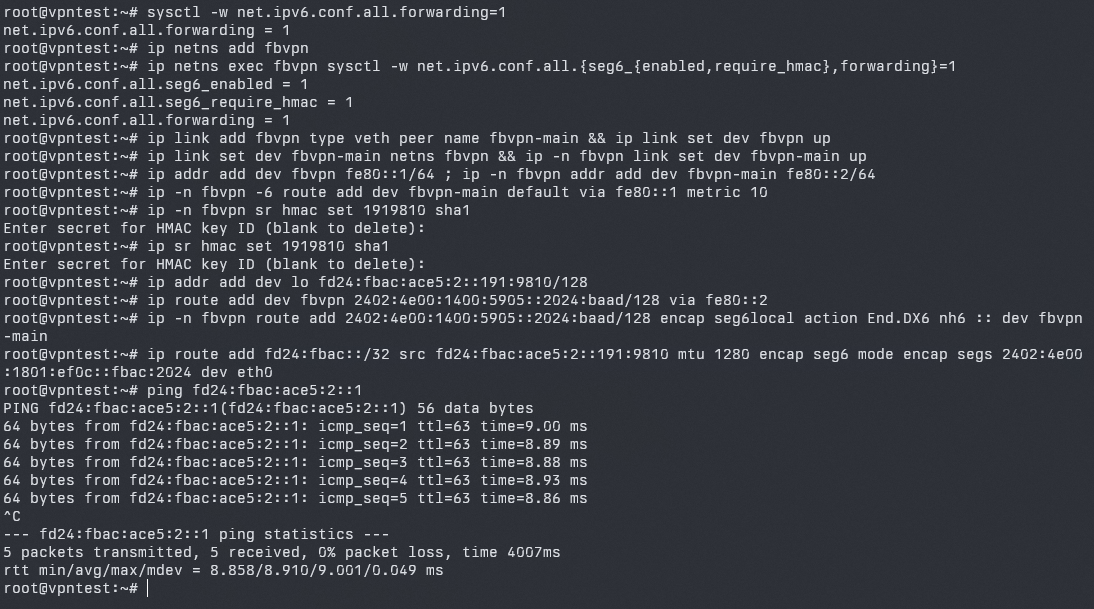 root@vpntest:~# sysctl -w net.ipv6.conf.all.forwarding=1
net.ipv6.conf.all.forwarding = 1
root@vpntest:~# ip netns add fbvpn
root@vpntest:~# ip netns exec fbvpn sysctl -w net.ipv6.conf.all.{seg6_{enabled,require_hmac},forwarding}=1
net.ipv6.conf.all.seg6_enabled = 1
net.ipv6.conf.all.seg6_require_hmac = 1
net.ipv6.conf.all.forwarding = 1
root@vpntest:~# ip link add fbvpn type veth peer name fbvpn-main && ip link set dev fbvpn up
root@vpntest:~# ip link set dev fbvpn-main netns fbvpn && ip -n fbvpn link set dev fbvpn-main up
root@vpntest:~# ip addr add dev fbvpn fe80::1/64 ; ip -n fbvpn addr add dev fbvpn-main fe80::2/64
root@vpntest:~# ip -n fbvpn -6 route add dev fbvpn-main default via fe80::1 metric 10
root@vpntest:~# ip -n fbvpn sr hmac set 1919810 sha1
Enter secret for HMAC key ID (blank to delete):
root@vpntest:~# ip sr hmac set 1919810 sha1
Enter secret for HMAC key ID (blank to delete):
root@vpntest:~# ip addr add dev lo fd24:fbac:ace5:2::191:9810/128
root@vpntest:~# ip route add dev fbvpn 2402:4e00:1400:5905::2024:baad/128 via fe80::2
root@vpntest:~# ip -n fbvpn route add 2402:4e00:1400:5905::2024:baad/128 encap seg6local action End.DX6 nh6 :: dev fbvpn
-main
root@vpntest:~# ip route add fd24:fbac::/32 src fd24:fbac:ace5:2::191:9810 mtu 1280 encap seg6 mode encap segs 2402:4e00
:1801:ef0c::fbac:2024 dev eth0
root@vpntest:~# ping fd24:fbac:ace5:2::1
PING fd24:fbac:ace5:2::1(fd24:fbac:ace5:2::1) 56 data bytes
64 bytes from fd24:fbac:ace5:2::1: icmp_seq=1 ttl=63 time=9.00 ms
64 bytes from fd24:fbac:ace5:2::1: icmp_seq=2 ttl=63 time=8.89 ms
64 bytes from fd24:fbac:ace5:2::1: icmp_seq=3 ttl=63 time=8.88 ms
64 bytes from fd24:fbac:ace5:2::1: icmp_seq=4 ttl=63 time=8.93 ms
64 bytes from fd24:fbac:ace5:2::1: icmp_seq=5 ttl=63 time=8.86 ms
^C
--- fd24:fbac:ace5:2::1 ping statistics ---
5 packets transmitted, 5 received, 0% packet loss, time 4007ms
rtt min/avg/max/mdev = 8.858/8.910/9.001/0.049 ms
root@vpntest:~#